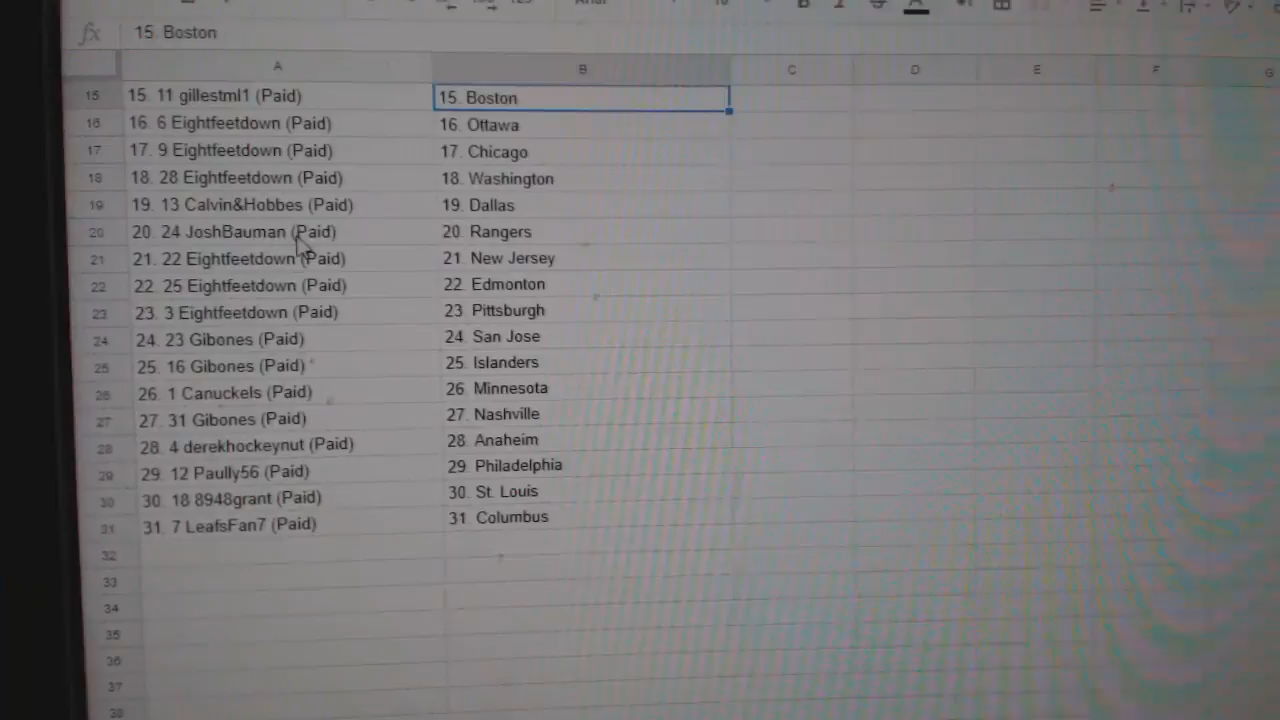 15. Boston
A B C D E F G
15 15. 11 gillestml1 (Paid) 15. Boston
16 16. 6 Eightfeetdown (Paid) 16. Ottawa
17 17. 9 Eightfeetdown (Paid) 17. Chicago
18 18. 28 Eightfeetdown (Paid) 18. Washington
19 19. 13 Calvin&Hobbes (Paid) 19. Dallas
20 20. 24 JoshBauman (Paid) 20. Rangers
21 21. 22 Eightfeetdown (Paid) 21. New Jersey
22 22. 25 Eightfeetdown (Paid) 22. Edmonton
23 23. 3 Eightfeetdown (Paid) 23. Pittsburgh
24 24. 23 Gibones (Paid) 24. San Jose
25 25. 16 Gibones (Paid) 25. Islanders
26 26. 1 Canuckels (Paid) 26. Minnesota
27 27. 31 Gibones (Paid) 27. Nashville
28 28. 4 derekhockeynut (Paid) 28. Anaheim
29 29. 12 Paully56 (Paid) 29. Philadelphia
30 30. 18 8948grant (Paid) 30. St. Louis
31 31. 7 LeafsFan7 (Paid) 31. Columbus
32
33
34
35
36
37
38